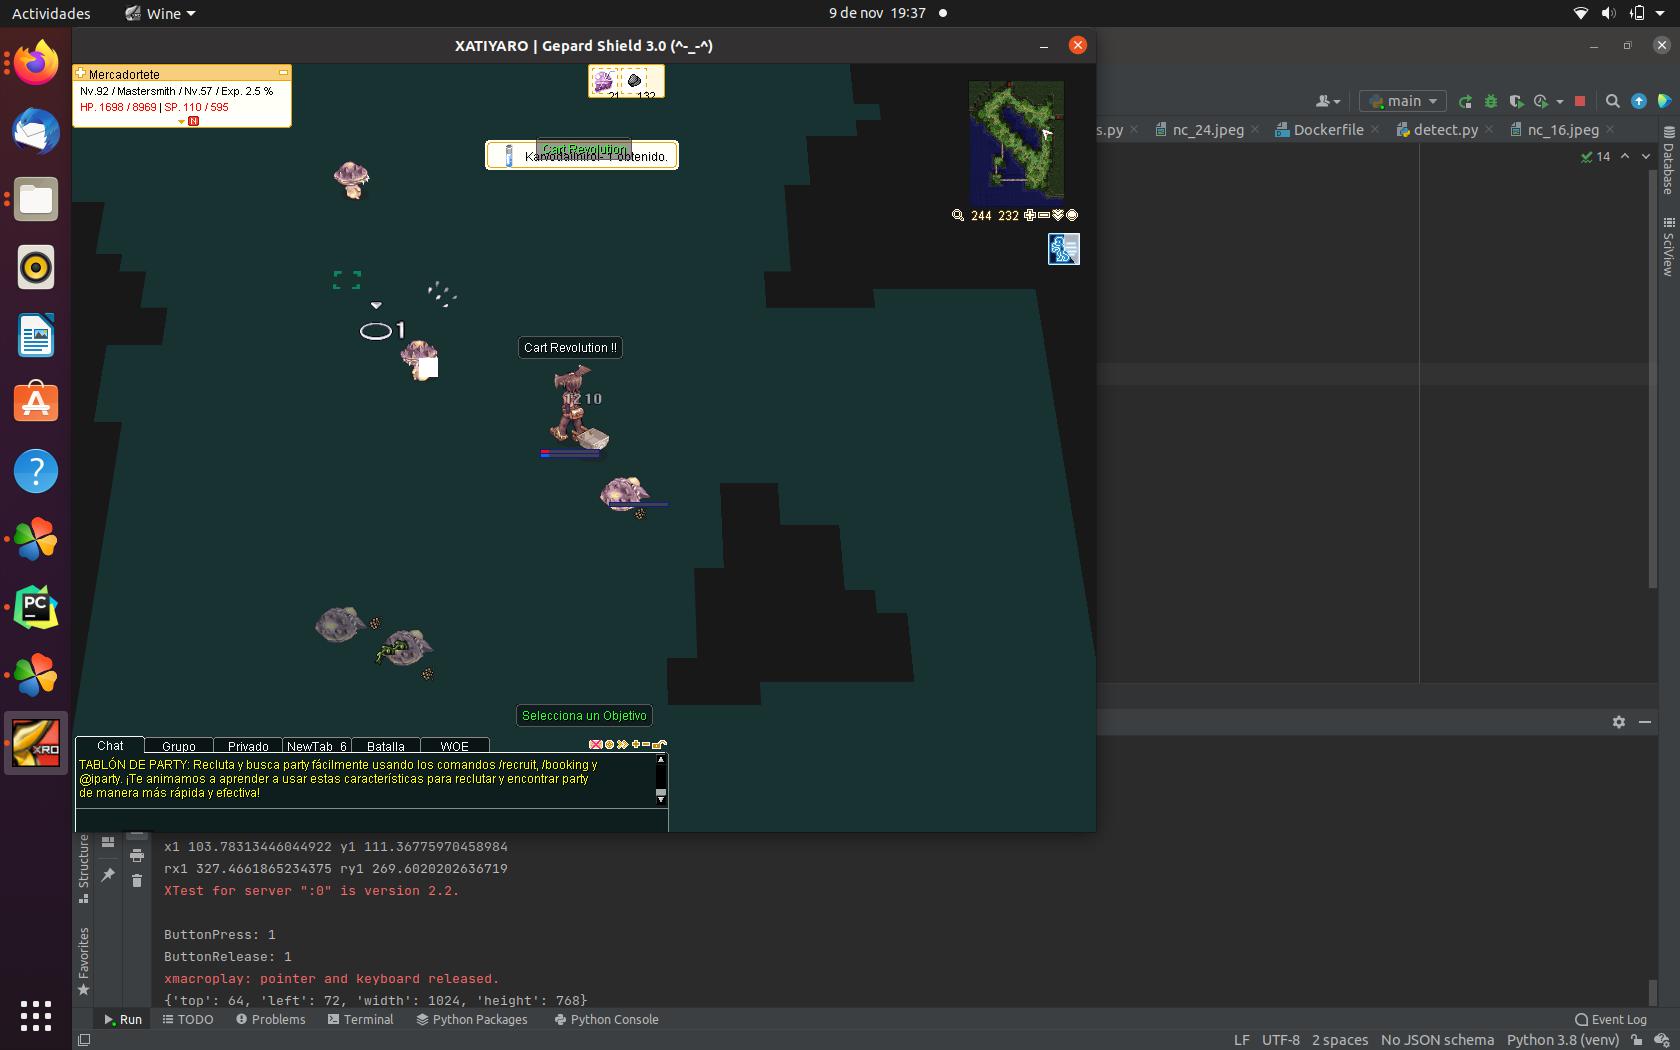 Actividades
Wine
9 de nov 19:37
XATIYARO | Gepard Shield 3.0 (^-_-^)
Mercadortete
Nv.92 / Mastersmith / Nv.57 / Exp. 2.5 %
HP. 1698 / 8969 | SP. 110 / 595
N
21
132
Cart Revolution
1 obtenido.
244 232
main
s.py
nc_24.jpeg
Dockerfile
detect.py
nc_16.jpeg
14
Database
SciView
1
Cart Revolution !!
1210
Selecciona un Objetivo
Chat
Grupo
Privado
NewTab_6
Batalla
WOE
TABLÓN DE PARTY: Recluta y busca party fácilmente usando los comandos /recruit, /booking y
@iparty. ¡Te animamos a aprender a usar estas características para reclutar y encontrar party
de manera más rápida y efectiva!
PC
XRO
Structure
Favorites
x1 103.78313446044922 y1 111.36775970458984
rx1 327.4661865234375 ry1 269.6020202636719
XTest for server ":0" is version 2.2.
ButtonPress: 1
ButtonRelease: 1
xmacroplay: pointer and keyboard released.
{'top': 64, 'left': 72, 'width': 1024, 'height': 768}
Run
TODO
Problems
Terminal
Python Packages
Python Console
Event Log
LF
UTF-8
2 spaces
No JSON schema
Python 3.8 (venv)